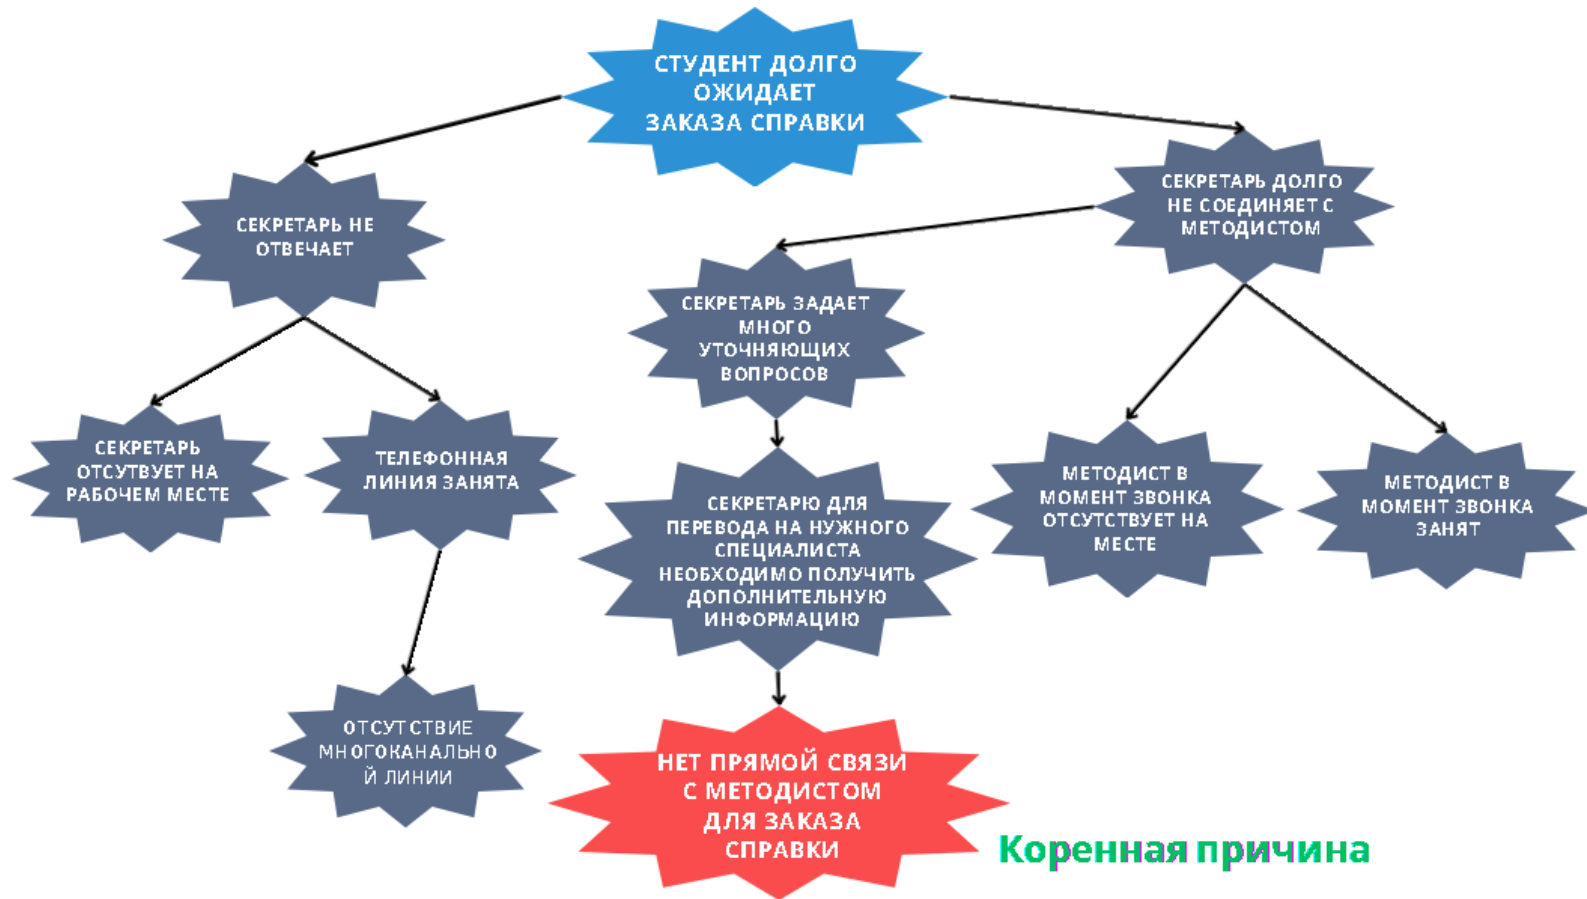 СТУДЕНТ ДОЛГО
ОЖИДАЕТ
ЗАКАЗА СПРАВКИ
СЕКРЕТАРЬ НЕ
ОТВЕЧАЕТ
СЕКРЕТАРЬ ДОЛГО
НЕ СОЕДИНЯЕТ С
МЕТОДИСТОМ
СЕКРЕТАРЬ ЗАДАЕТ
МНОГО
УТОЧНЯЮЩИХ
ВОПРОСОВ
СЕКРЕТАРЬ
ОТСУТВУЕТ НА
РАБОЧЕМ МЕСТЕ
ТЕЛЕФОННАЯ
ЛИНИЯ ЗАНЯТА
СЕКРЕТАРЮ ДЛЯ
ПЕРЕВОДА НА НУЖНОГО
СПЕЦИАЛИСТА
НЕОБХОДИМО ПОЛУЧИТЬ
ДОПОЛНИТЕЛЬНУЮ
ИНФОРМАЦИЮ
МЕТОДИСТ В
МОМЕНТ ЗВОНКА
ОТСУТСТВУЕТ НА
МЕСТЕ
МЕТОДИСТ В
МОМЕНТ ЗВОНКА
ЗАНЯТ
ОТСУТСТВИЕ
МНОГОКАНАЛЬНО
Й ЛИНИИ
НЕТ ПРЯМОЙ СВЯЗИ
С МЕТОДИСТОМ
ДЛЯ ЗАКАЗА
СПРАВКИ
Коренная причина